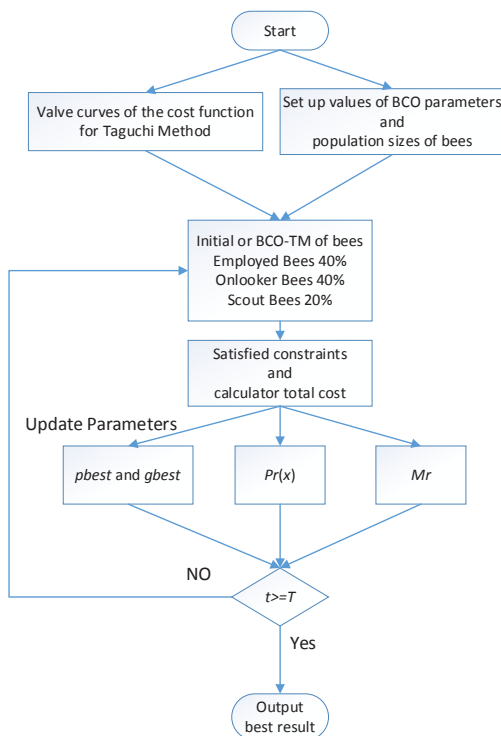 Start
Valve curves of the cost function
for Taguchi Method
Set up values of BCO parameters
and
population sizes of bees
Initial or BCO-TM of bees
Employed Bees 40%
Onlooker Bees 40%
Scout Bees 20%
Satisfied constraints
and
calculator total cost
Update Parameters
pbest and gbest
Pr(x)
Mr
NO
t>=T
Yes
Output
best result